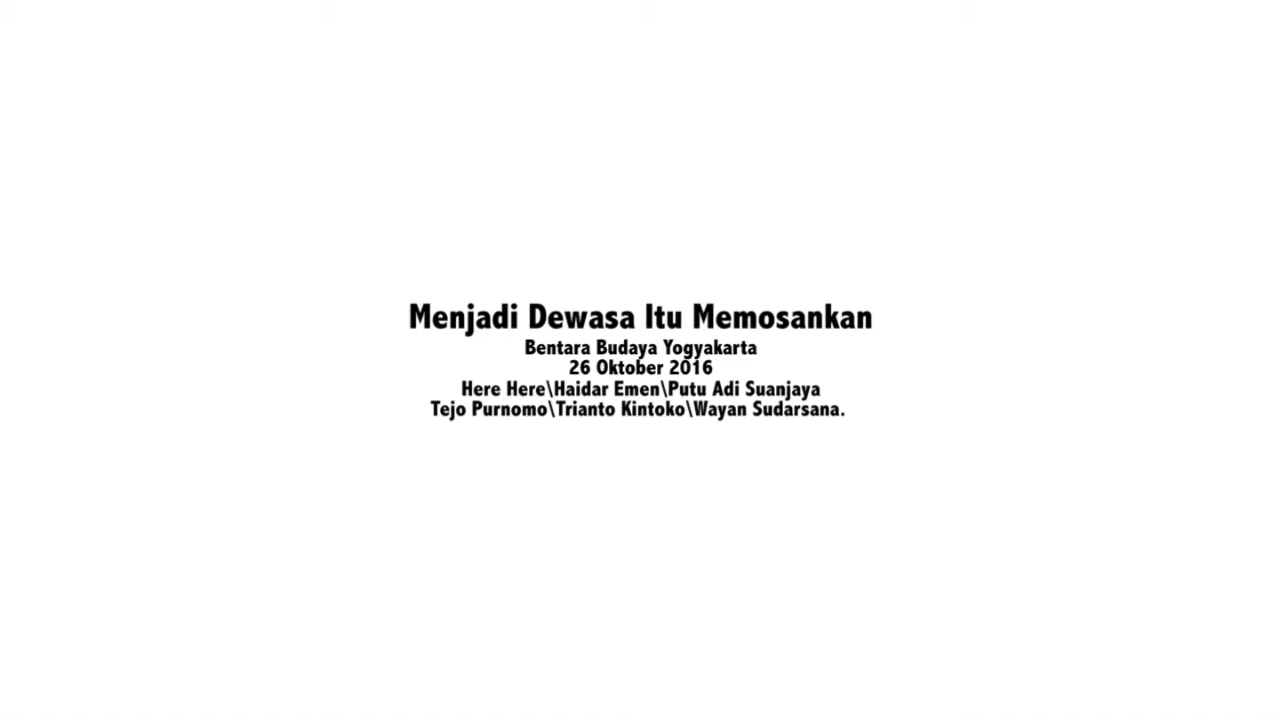 Menjadi Dewasa Itu Memosankan
Bentara Budaya Yogyakarta
26 Oktober 2016
Here Here\Haidar Emen\Putu Adi Suanjaya
Tejo Purnomo\Trianto Kintoko\Wayan Sudarsana.